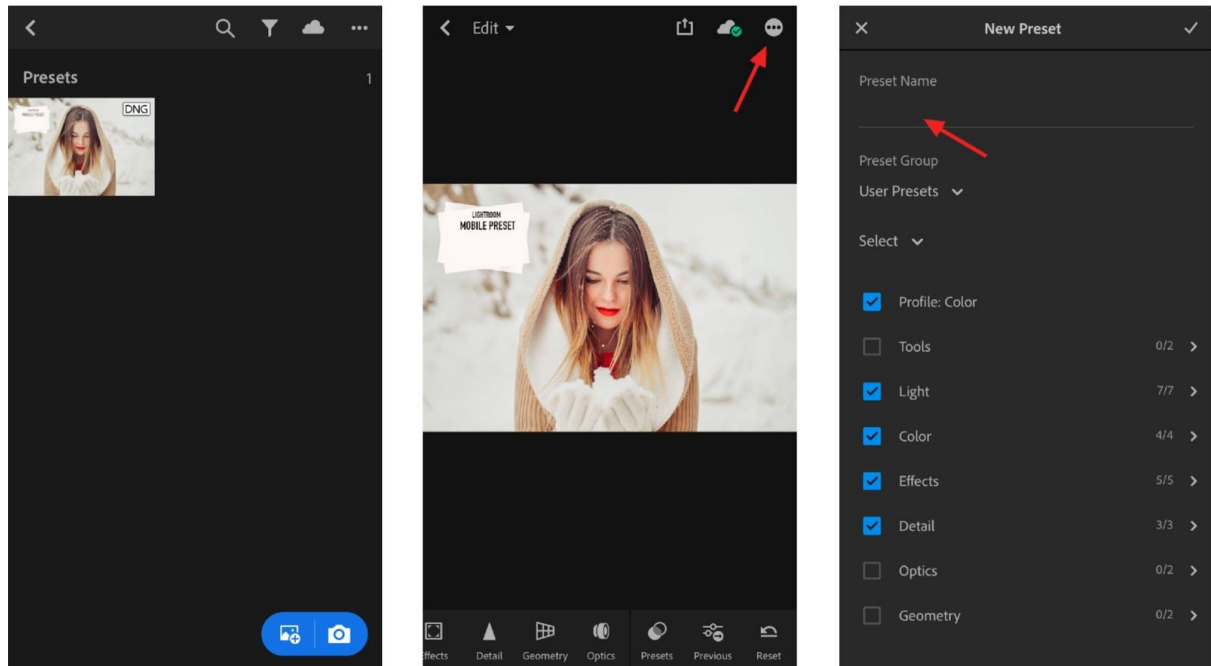 Presets
1
DNG
MOBILE PRESET
Edit
LIGHTROOM
MOBILE PRESET
ffects
Detail
Geometry
Optics
Presets
Previous
Reset
New Preset
Preset Name
Preset Group
User Presets
Select
Profile: Color
Tools 0/2
Light 7/7
Color 4/4
Effects 5/5
Detail 3/3
Optics 0/2
Geometry 0/2